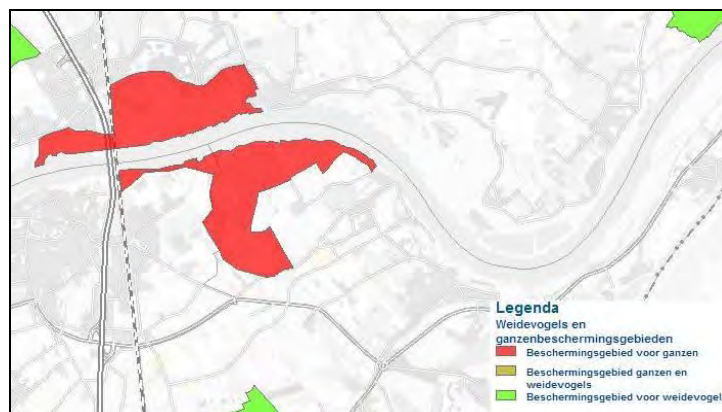 Legenda
Weidevogels en
ganzenbeschermingsgebieden
Beschermingsgebied voor ganzen
Beschermingsgebied ganzen en
weidevogels
Beschermingsgebied voor weidevogel